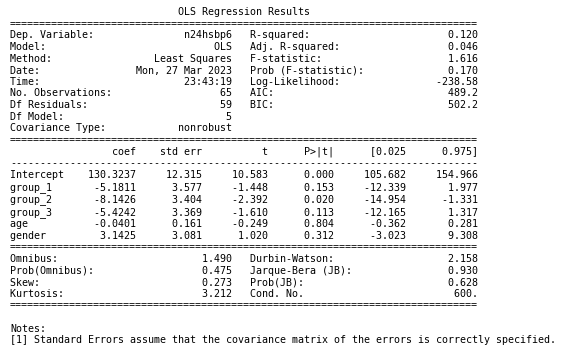 OLS Regression Results
==============================================================================
Dep. Variable:               n24hsbp6   R-squared:                       0.120
Model:                            OLS   Adj. R-squared:                  0.046
Method:                 Least Squares   F-statistic:                     1.616
Date:                Mon, 27 Mar 2023   Prob (F-statistic):              0.170
Time:                        23:43:19   Log-Likelihood:                -238.58
No. Observations:                  65   AIC:                             489.2
Df Residuals:                      59   BIC:                             502.2
Df Model:                           5
Covariance Type:            nonrobust
==============================================================================
                 coef    std err          t      P>|t|      [0.025      0.975]
------------------------------------------------------------------------------
Intercept    130.3237     12.315     10.583      0.000     105.682     154.966
group_1       -5.1811      3.577     -1.448      0.153     -12.339       1.977
group_2       -8.1426      3.404     -2.392      0.020     -14.954      -1.331
group_3       -5.4242      3.369     -1.610      0.113     -12.165       1.317
age           -0.0401      0.161     -0.249      0.804      -0.362       0.281
gender         3.1425      3.081      1.020      0.312      -3.023       9.308
==============================================================================
Omnibus:                        1.490   Durbin-Watson:                   2.158
Prob(Omnibus):                  0.475   Jarque-Bera (JB):                0.930
Skew:                           0.273   Prob(JB):                        0.628
Kurtosis:                       3.212   Cond. No.                         600.
==============================================================================
Notes:
[1] Standard Errors assume that the covariance matrix of the errors is correctly specified.